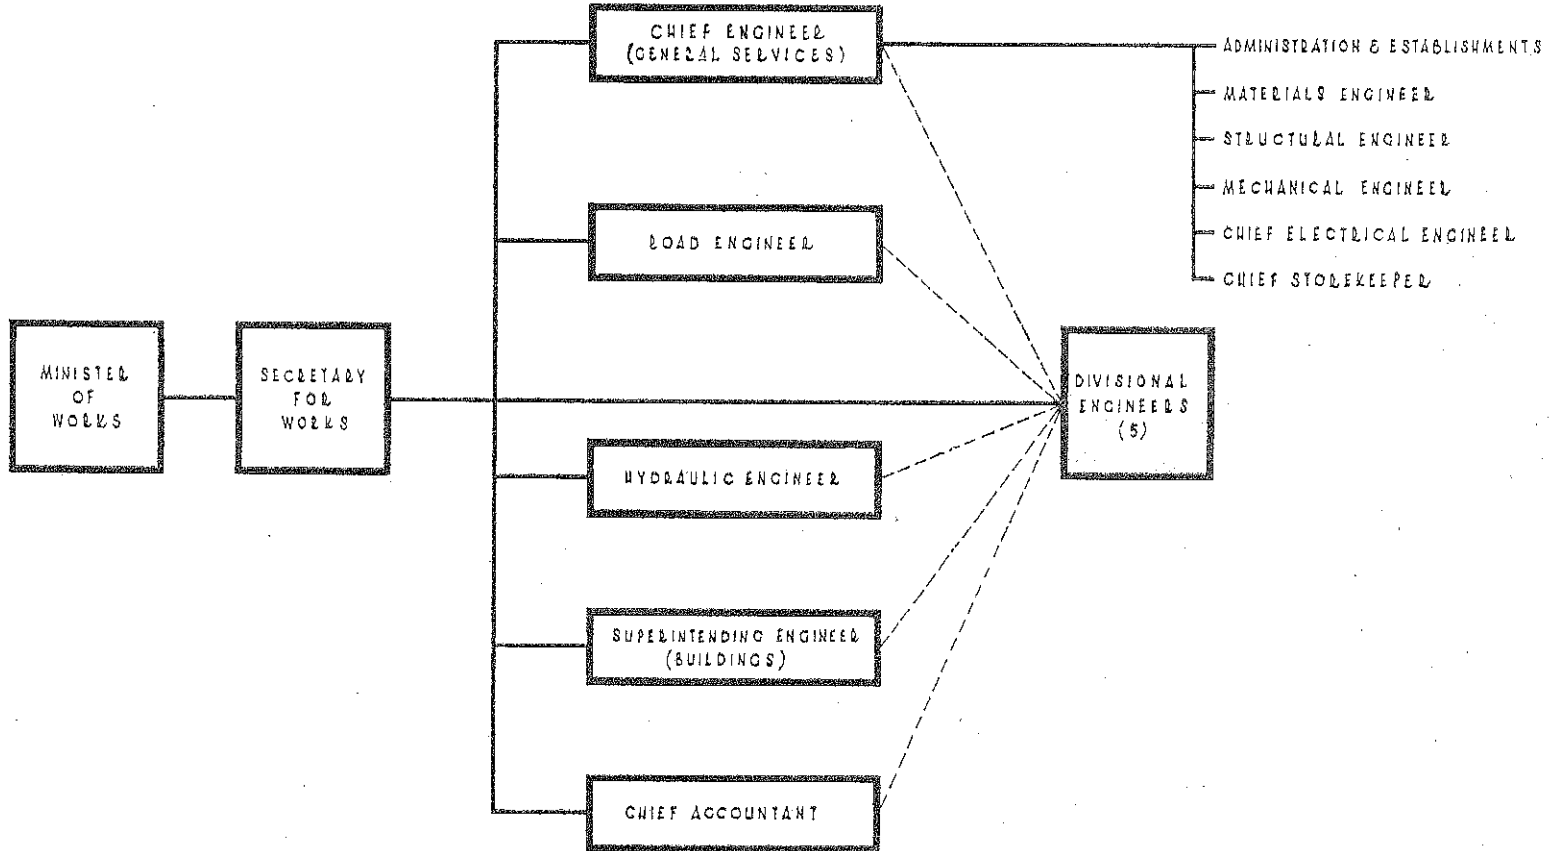 CHIEF ENGINEER
(GENERAL SERVICES)
ADMINISTRATION & ESTABLISHMENTS
MATERIALS ENGINEER
STRUCTURAL ENGINEER
MECHANICAL ENGINEER
CHIEF ELECTRICAL ENGINEER
CHIEF STOREKEEPER
ROAD ENGINEER
MINISTER
OF
WORKS
SECRETARY
FOR
WORKS
DIVISIONAL
ENGINEERS
(5)
HYDRAULIC ENGINEER
SUPERINTENDING ENGINEER
(BUILDINGS)
CHIEF ACCOUNTANT